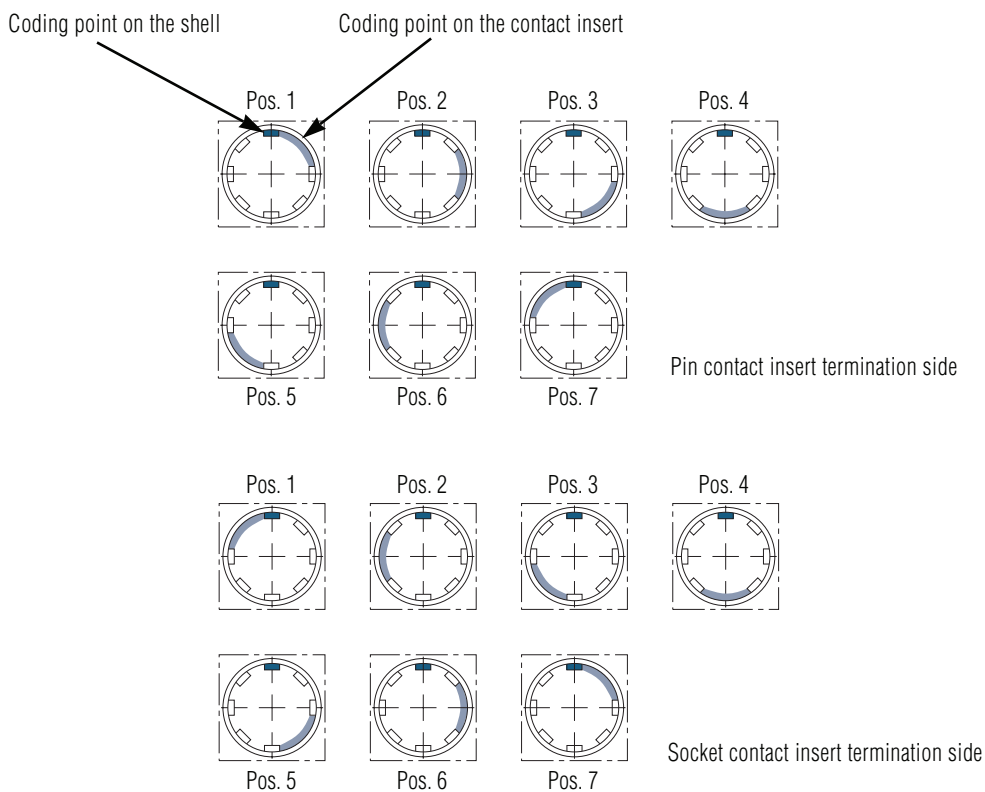 Coding point on the shell
Coding point on the contact insert
Pos. 1
Pos. 2
Pos. 3
Pos. 4
Pin contact insert termination side
Pos. 5
Pos. 6
Pos. 7
Pos. 1
Pos. 2
Pos. 3
Pos. 4
Socket contact insert termination side
Pos. 5
Pos. 6
Pos. 7